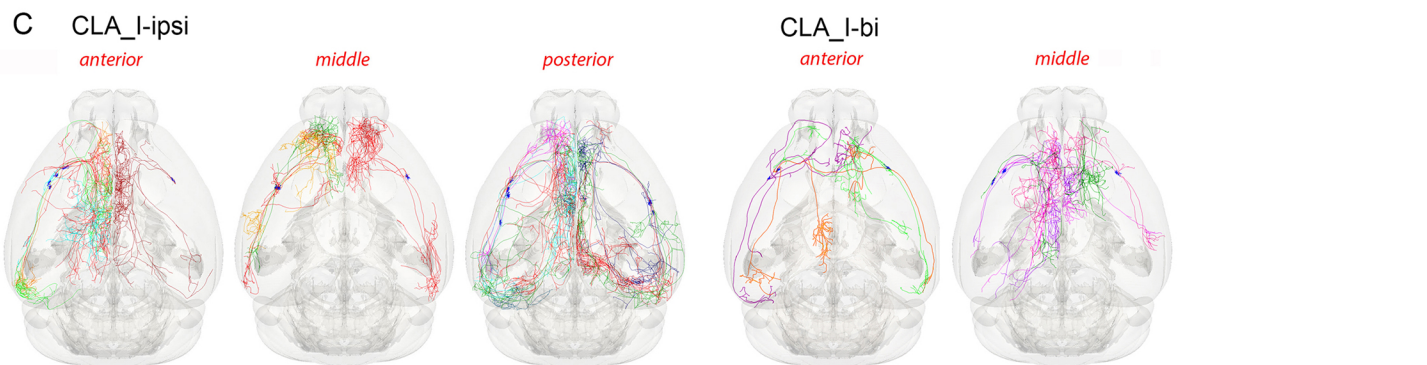 C CLA_I-ipsi CLA_I-bi
anterior middle posterior anterior middle